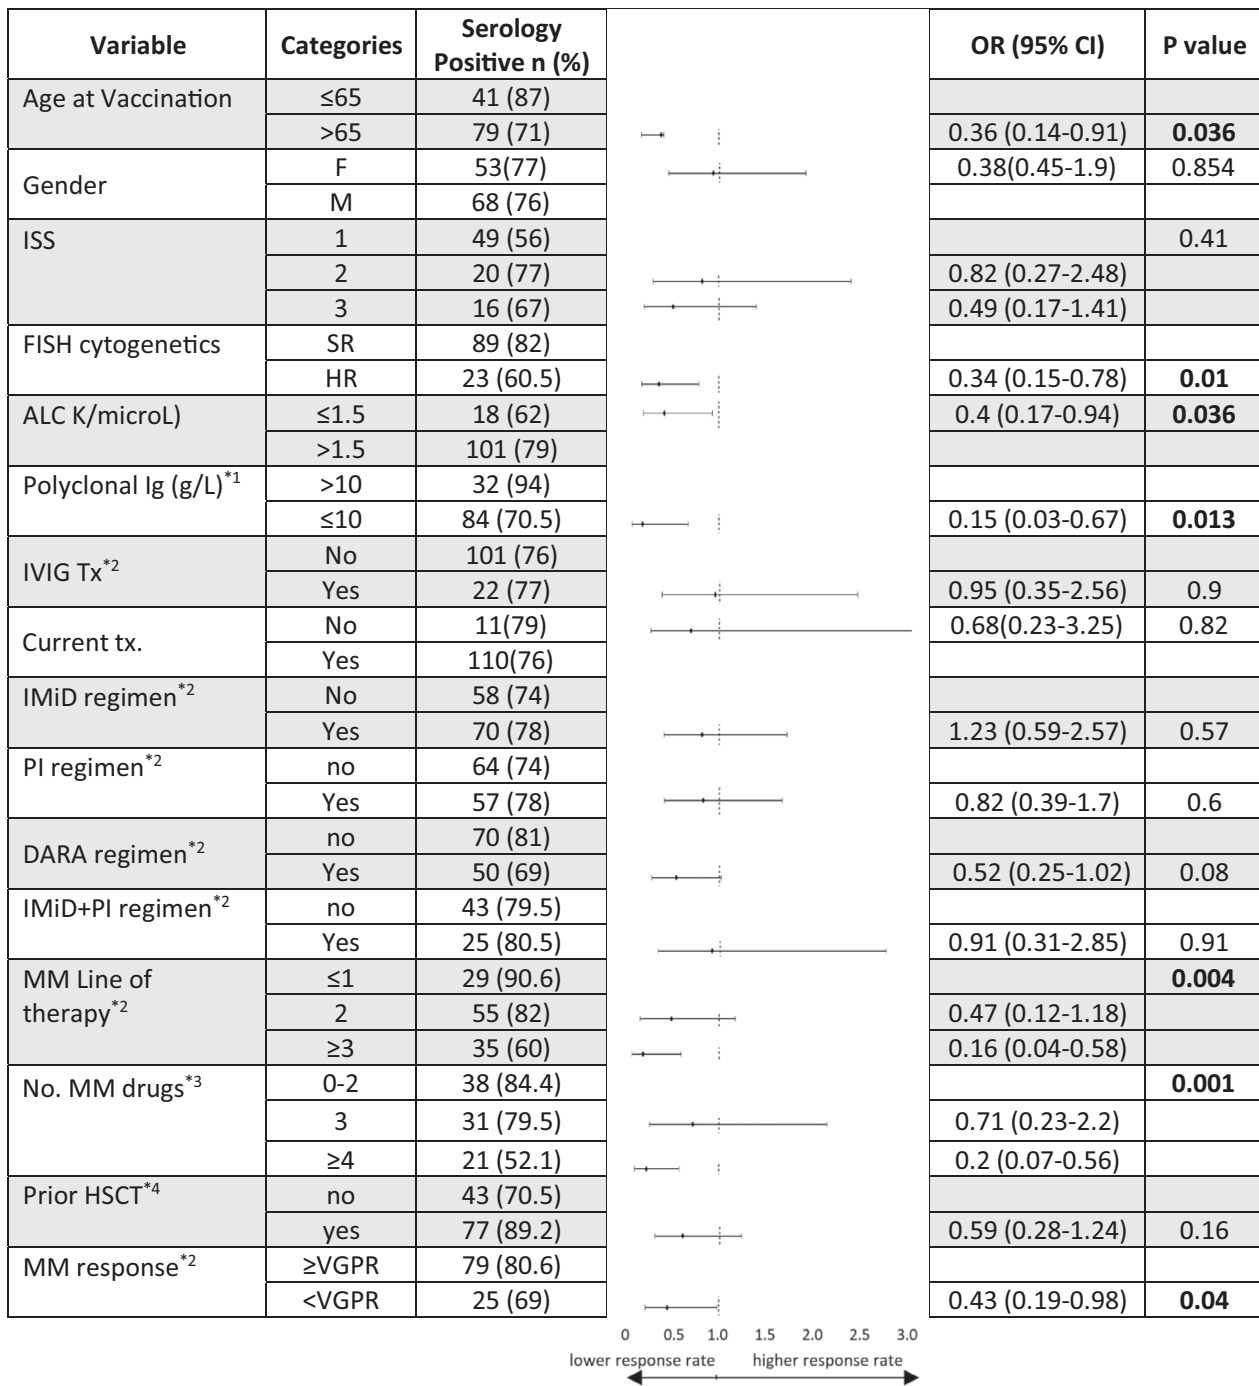 Variable Categories Serology Positive n (%) OR (95% CI) P value
Age at Vaccination ≤65 41 (87)
>65 79 (71) 0.36 (0.14-0.91) 0.036
Gender F 53(77) 0.38(0.45-1.9) 0.854
M 68 (76)
ISS 1 49 (56) 0.41
2 20 (77) 0.82 (0.27-2.48)
3 16 (67) 0.49 (0.17-1.41)
FISH cytogenetics SR 89 (82)
HR 23 (60.5) 0.34 (0.15-0.78) 0.01
ALC K/microL) ≤1.5 18 (62) 0.4 (0.17-0.94) 0.036
>1.5 101 (79)
Polyclonal Ig (g/L)*1 >10 32 (94)
≤10 84 (70.5) 0.15 (0.03-0.67) 0.013
IVIG Tx*2 No 101 (76)
Yes 22 (77) 0.95 (0.35-2.56) 0.9
Current tx. No 11(79) 0.68(0.23-3.25) 0.82
Yes 110(76)
IMiD regimen*2 No 58 (74)
Yes 70 (78) 1.23 (0.59-2.57) 0.57
PI regimen*2 no 64 (74)
Yes 57 (78) 0.82 (0.39-1.7) 0.6
DARA regimen*2 no 70 (81)
Yes 50 (69) 0.52 (0.25-1.02) 0.08
IMiD+PI regimen*2 no 43 (79.5)
Yes 25 (80.5) 0.91 (0.31-2.85) 0.91
MM Line of therapy*2 ≤1 29 (90.6) 0.004
2 55 (82) 0.47 (0.12-1.18)
≥3 35 (60) 0.16 (0.04-0.58)
No. MM drugs*3 0-2 38 (84.4) 0.001
3 31 (79.5) 0.71 (0.23-2.2)
≥4 21 (52.1) 0.2 (0.07-0.56)
Prior HSCT*4 no 43 (70.5)
yes 77 (89.2) 0.59 (0.28-1.24) 0.16
MM response*2 ≥VGPR 79 (80.6)
<VGPR 25 (69) 0.43 (0.19-0.98) 0.04
0 0.5 1.0 1.5 2.0 2.5 3.0
lower response rate higher response rate